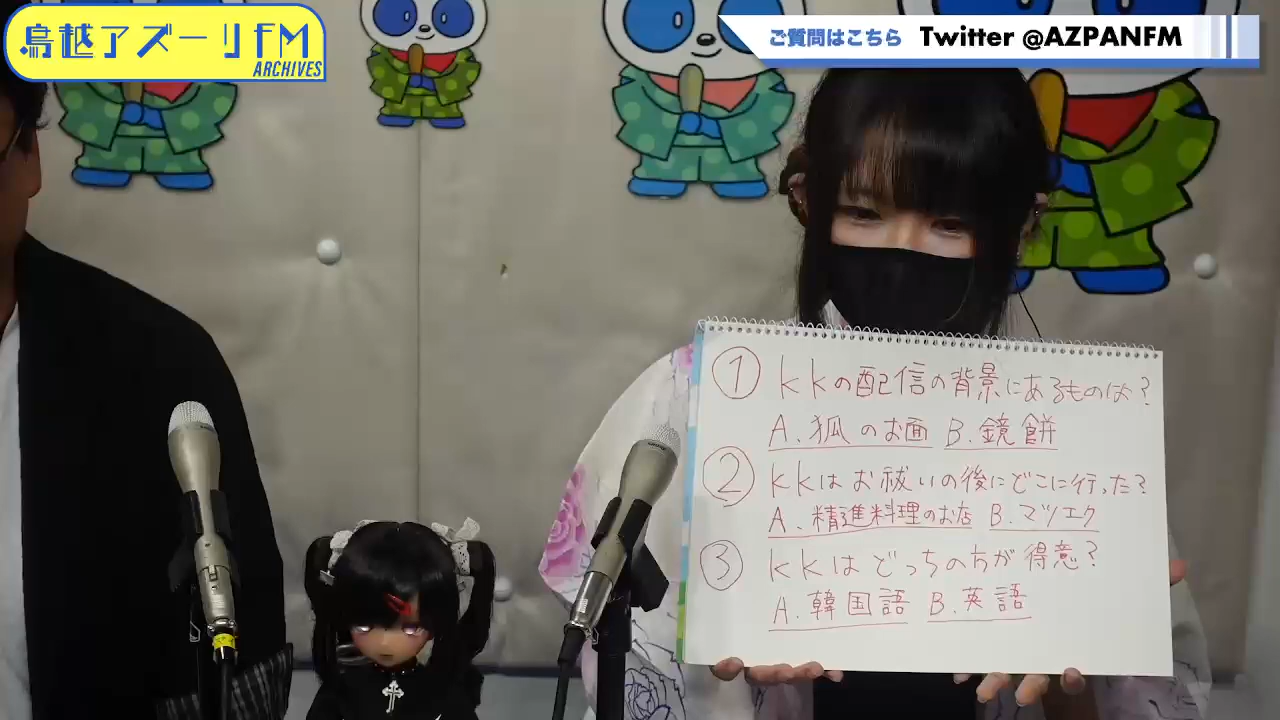 鳥越アズーリFM
ARCHIVES
ご質問はこちら Twitter @AZPANFM
① kkの配信の背景にあるものは?
A. 狐のお面 B. 鏡餅
② kkはお祓いの後にどこに行った?
A. 精進料理のお店 B. マツエク
③ kkはどっちの方が得意?
A. 韓国語 B. 英語